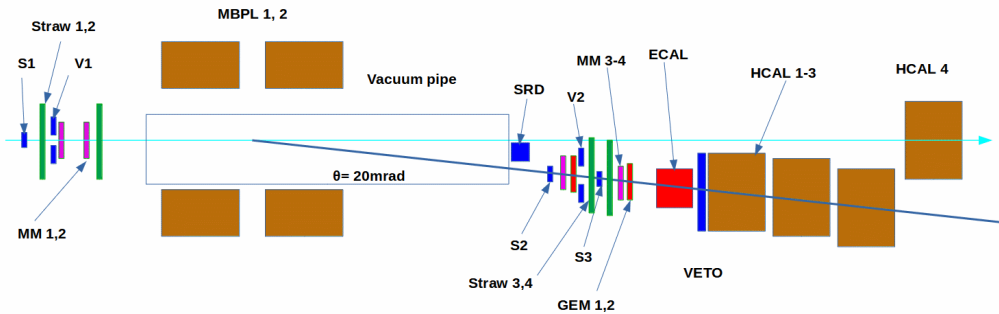 MBPL 1, 2
Straw 1,2
S1
V1
Vacuum pipe
SRD
V2
MM 3-4
ECAL
HCAL 1-3
HCAL 4
θ= 20mrad
MM 1,2
S2
S3
Straw 3,4
GEM 1,2
VETO